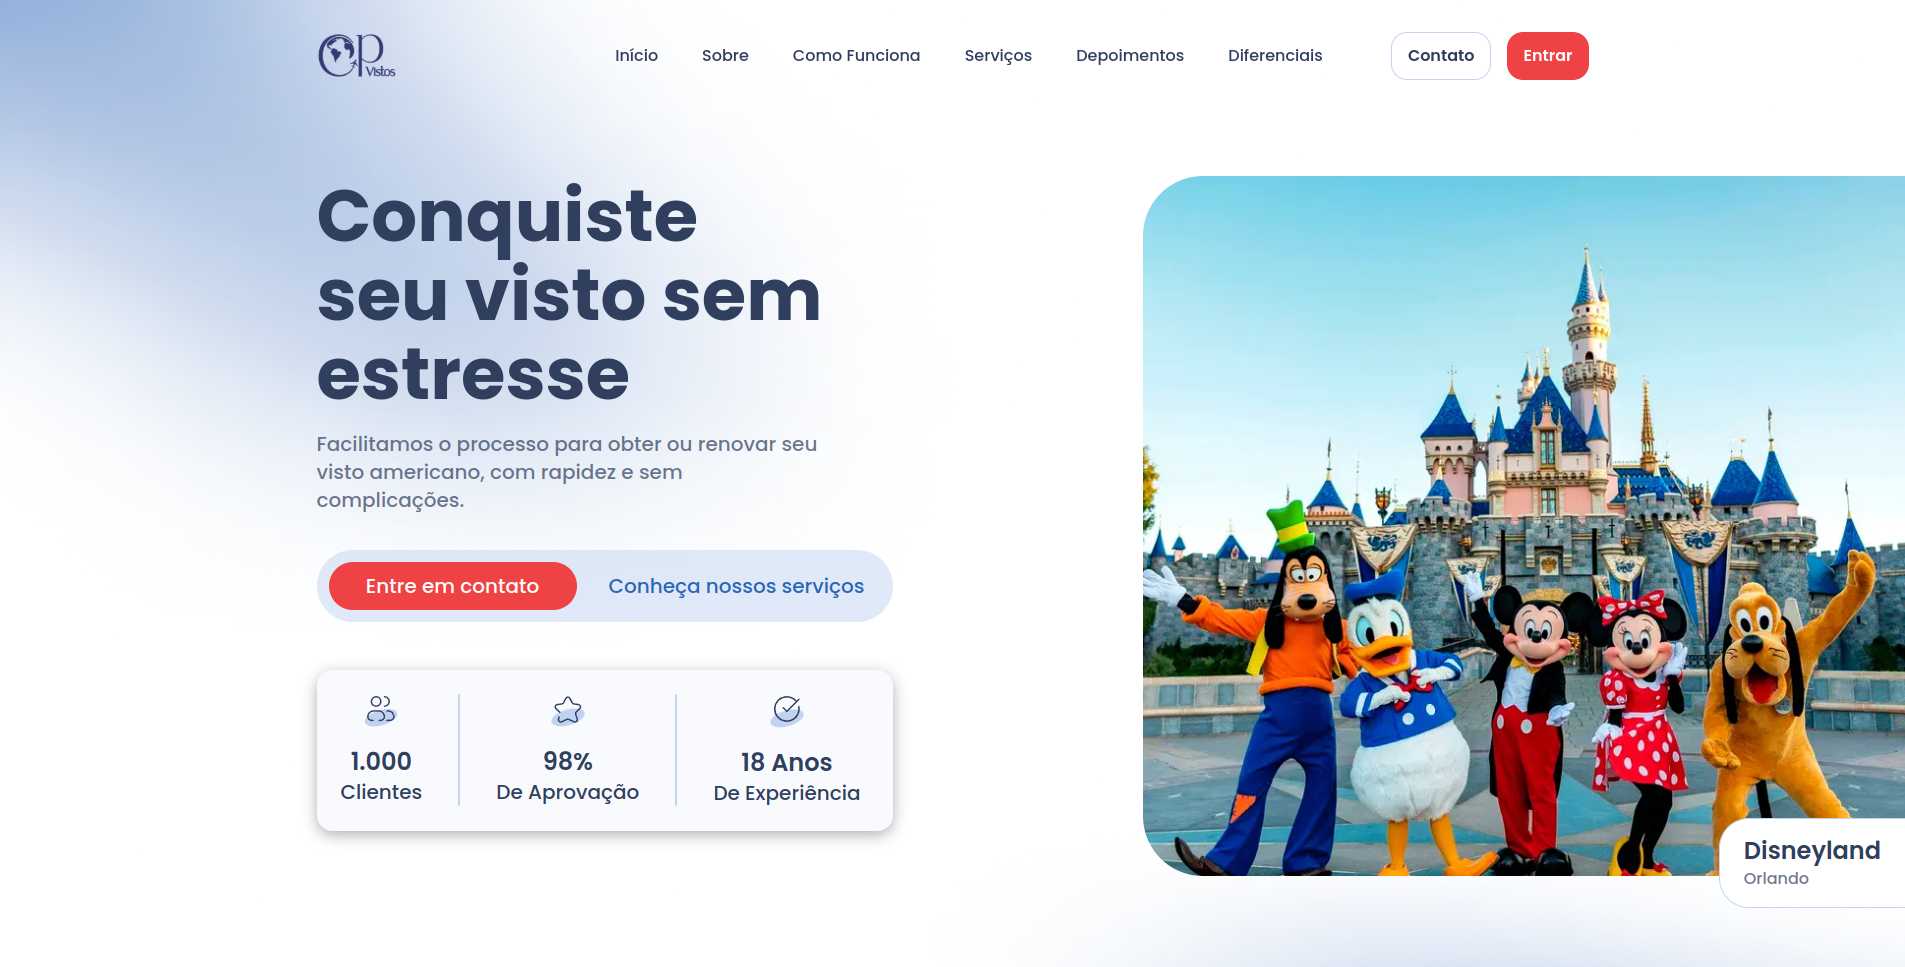 CP
Vistos
Início Sobre Como Funciona Serviços Depoimentos Diferenciais Contato Entrar
Conquiste
seu visto sem
estresse
Facilitamos o processo para obter ou renovar seu
visto americano, com rapidez e sem
complicações.
Entre em contato Conheça nossos serviços
1.000 98% 18 Anos
Clientes De Aprovação De Experiência
Disneyland
Orlando